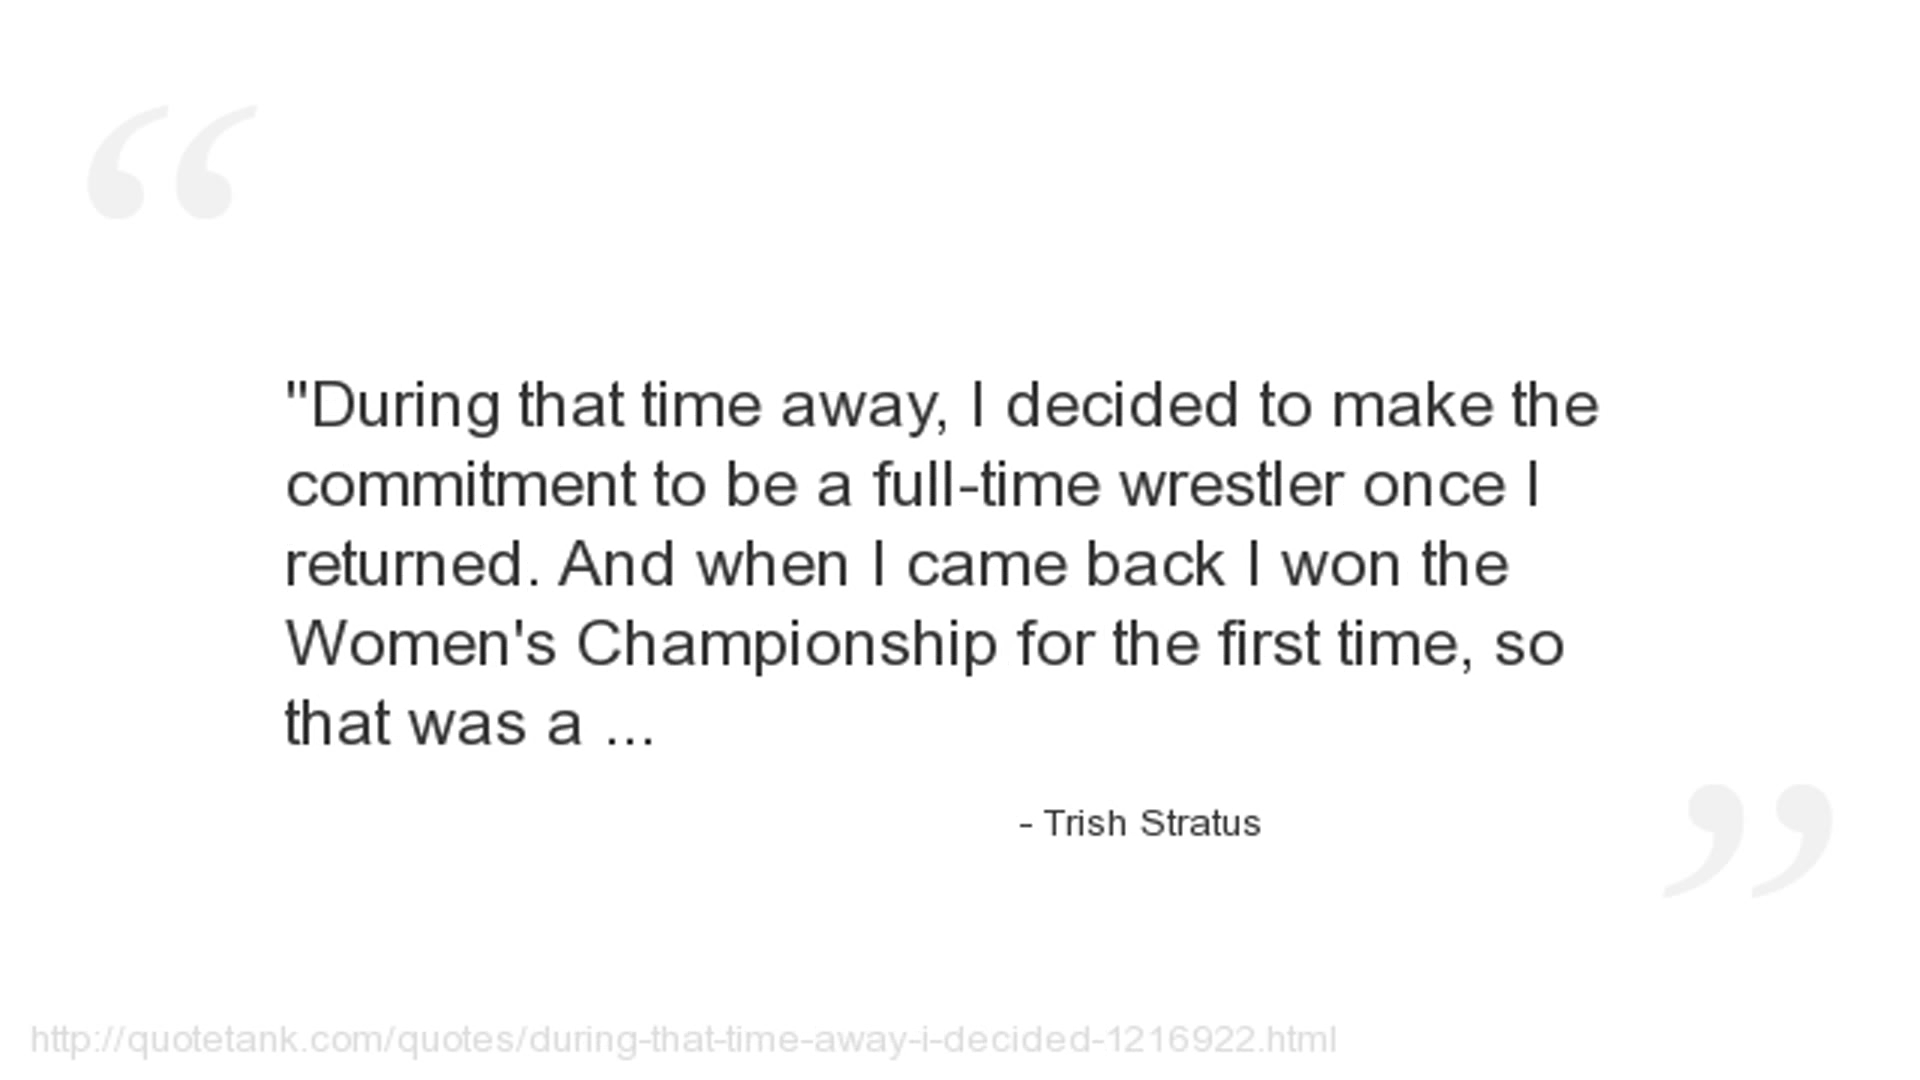 "During that time away, I decided to make the
commitment to be a full-time wrestler once I
returned. And when I came back I won the
Women's Championship for the first time, so
that was a ...
- Trish Stratus
http://quotetank.com/quotes/during-that-time-away-i-decided-1216922.html